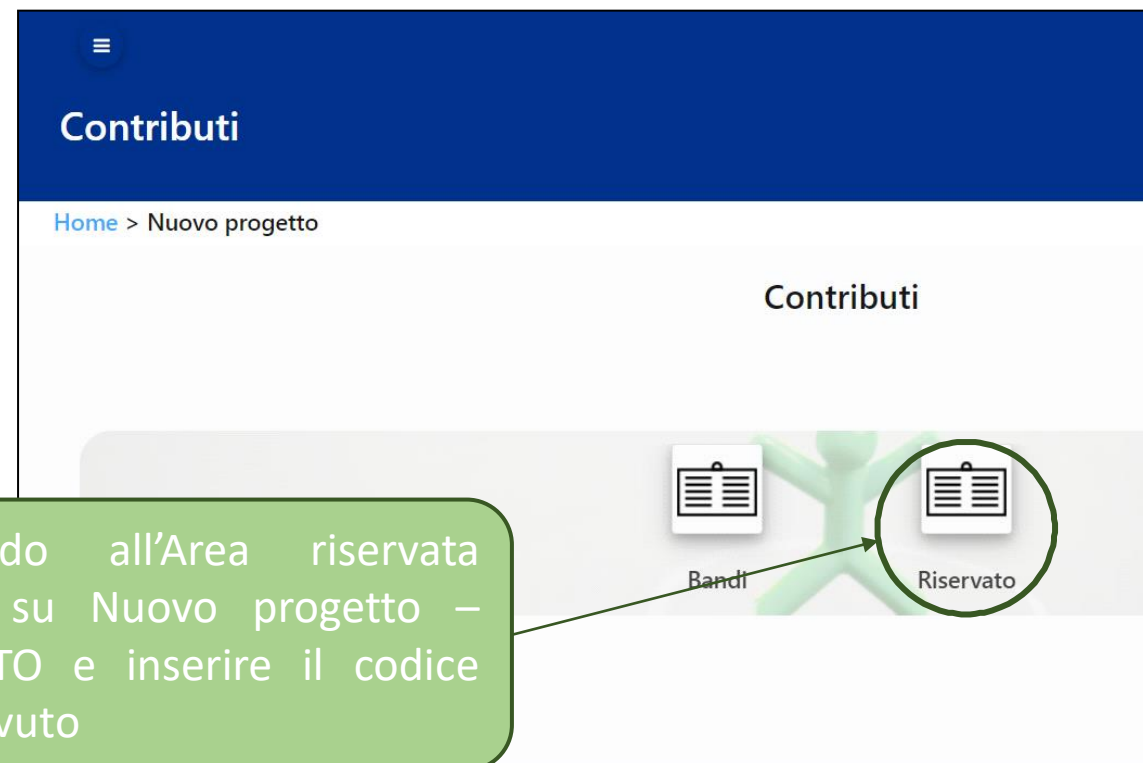 Contributi
Home > Nuovo progetto
Contributi
Bandi
Riservato
do all’Area riservata
su Nuovo progetto –
TO e inserire il codice
vuto